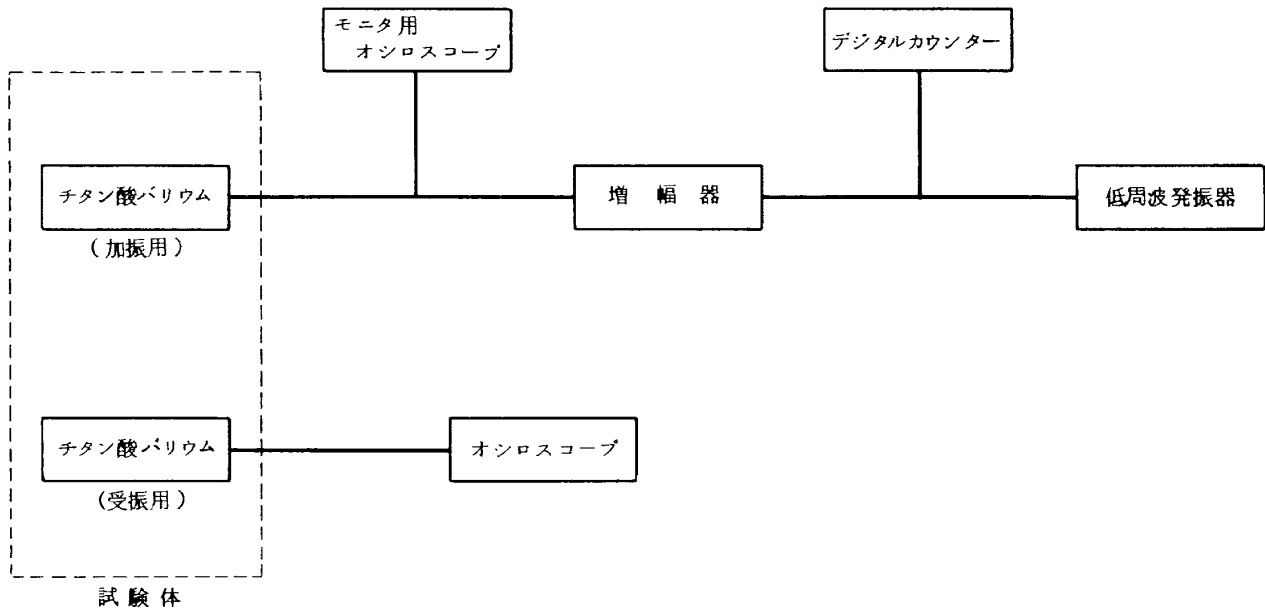 モニタ用
オシロスコープ
デジタルカウンター
チタン酸バリウム
(加振用)
増幅器
低周波発振器
チタン酸バリウム
(受振用)
オシロスコープ
試験体